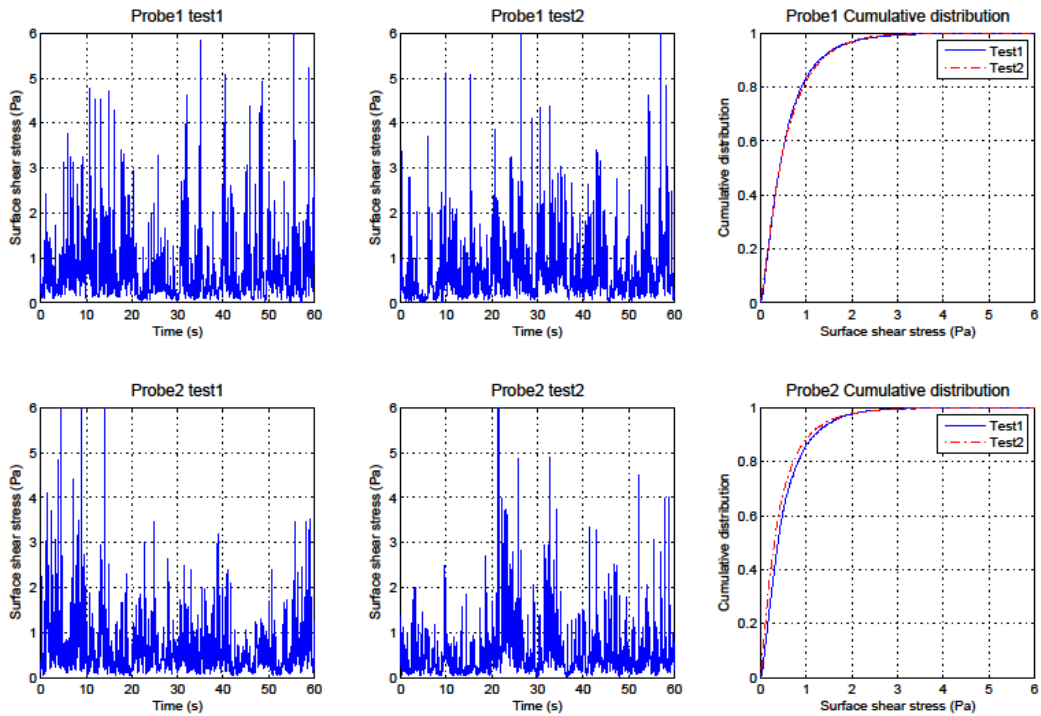 Probe1 test1
Surface shear stress (Pa)
6
5
4
3
2
1
0
0 10 20 30 40 50 60
Time (s)
Probe1 test2
Surface shear stress (Pa)
6
5
4
3
2
1
0
0 10 20 30 40 50 60
Time (s)
Probe1 Cumulative distribution
Cumulative distribution
1
0.8
0.6
0.4
0.2
0
0 1 2 3 4 5 6
Surface shear stress (Pa)
Test1
Test2
Probe2 test1
Surface shear stress (Pa)
6
5
4
3
2
1
0
0 10 20 30 40 50 60
Time (s)
Probe2 test2
Surface shear stress (Pa)
6
5
4
3
2
1
0
0 10 20 30 40 50 60
Time (s)
Probe2 Cumulative distribution
Cumulative distribution
1
0.8
0.6
0.4
0.2
0
0 1 2 3 4 5 6
Surface shear stress (Pa)
Test1
Test2